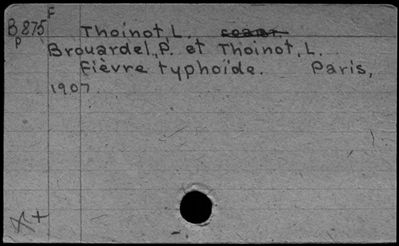 F
B875 Thoinot, L.
P Brouardel, P. et Thoinot, L.
Fièvre typhoïde. Paris,
1907
X+